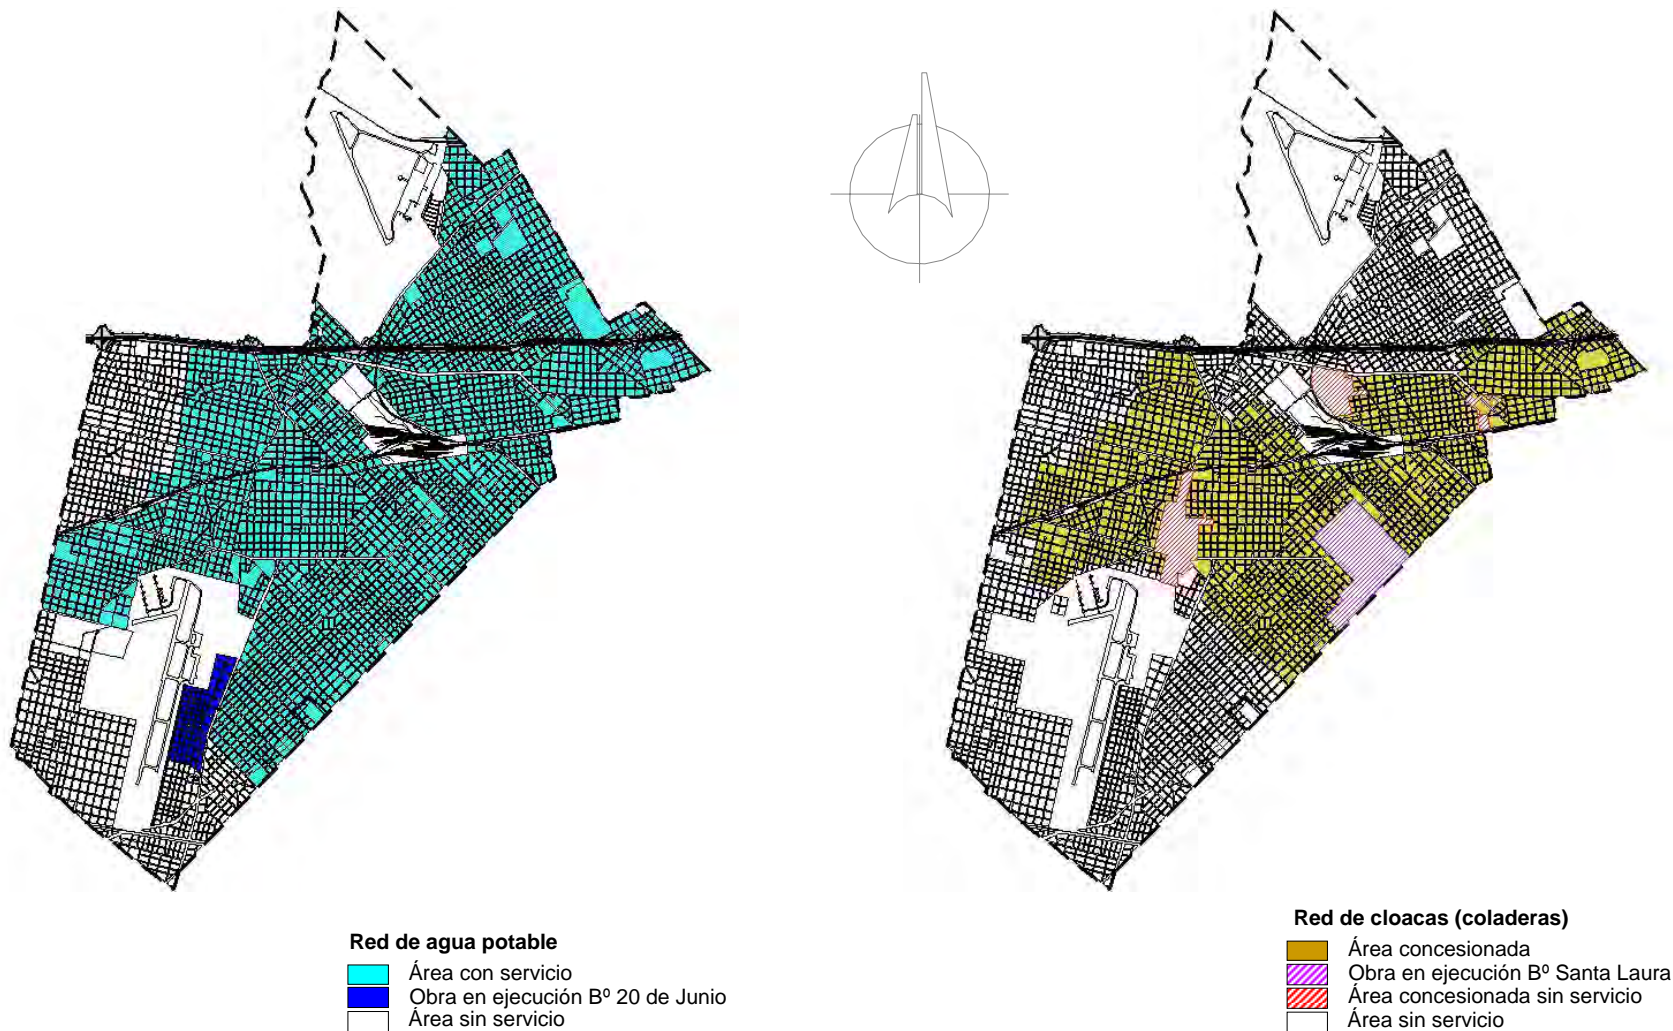 Red de agua potable
Área con servicio
Obra en ejecución Bº 20 de Junio
Área sin servicio
Red de cloacas (coladeras)
Área concesionada
Obra en ejecución Bº Santa Laura
Área concesionada sin servicio
Área sin servicio